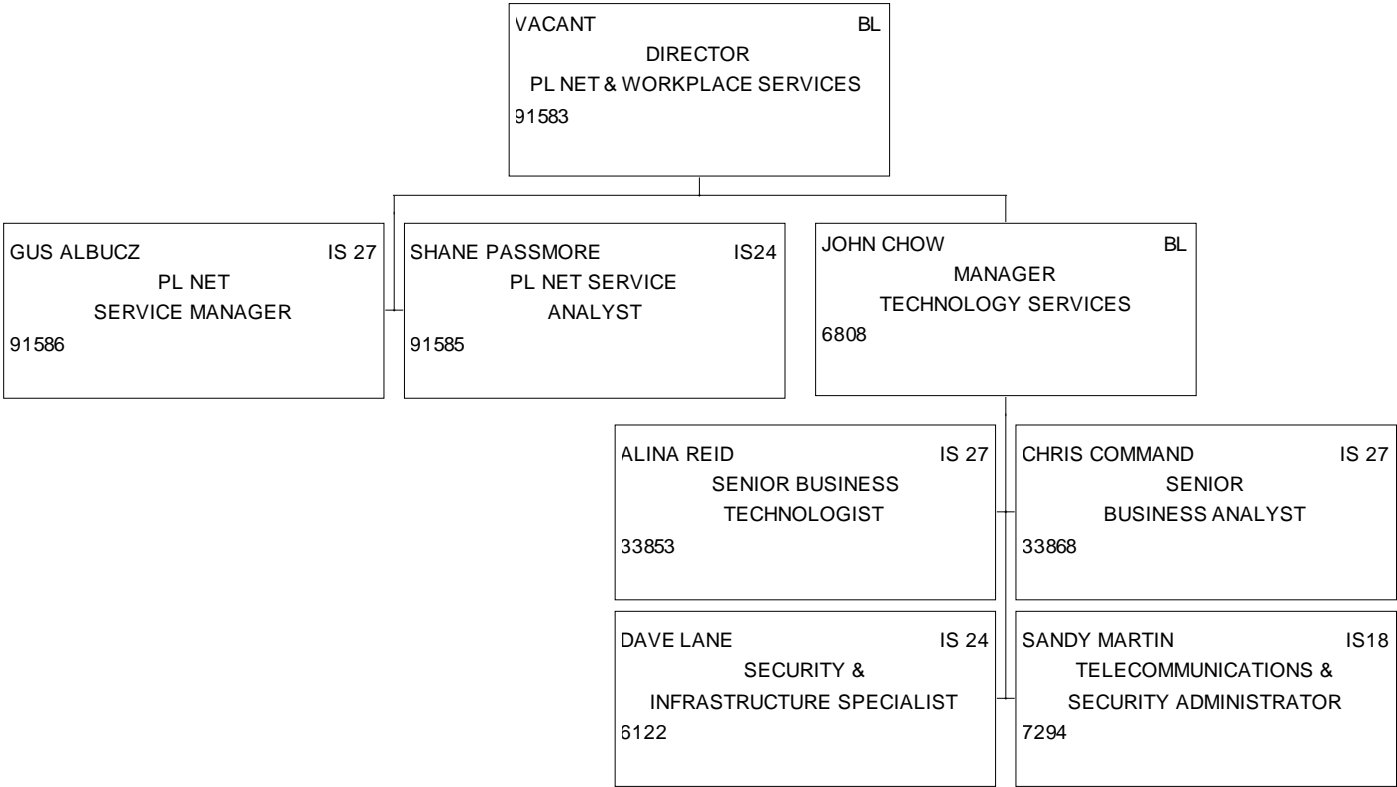 VACANT BL
DIRECTOR
PL NET & WORKPLACE SERVICES
91583
GUS ALBUCZ IS 27
PL NET
SERVICE MANAGER
91586
SHANE PASSMORE IS24
PL NET SERVICE
ANALYST
91585
JOHN CHOW BL
MANAGER
TECHNOLOGY SERVICES
6808
ALINA REID IS 27
SENIOR BUSINESS
TECHNOLOGIST
33853
CHRIS COMMAND IS 27
SENIOR
BUSINESS ANALYST
33868
DAVE LANE IS 24
SECURITY &
INFRASTRUCTURE SPECIALIST
6122
SANDY MARTIN IS18
TELECOMMUNICATIONS &
SECURITY ADMINISTRATOR
7294